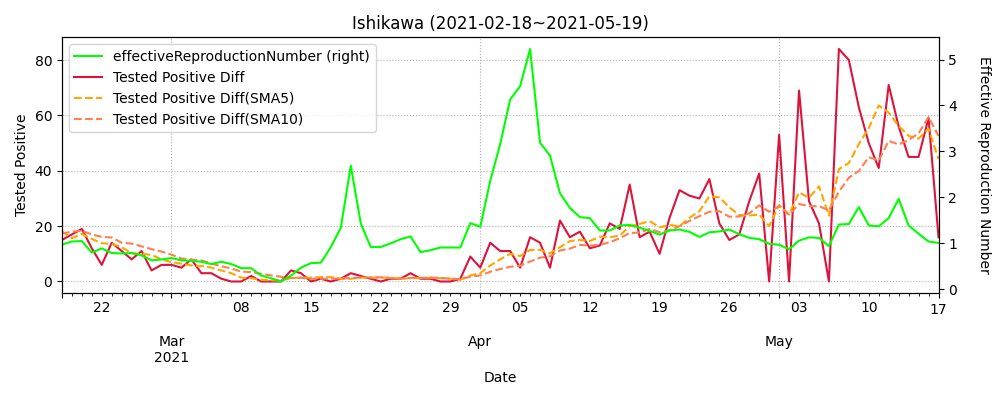 Ishikawa (2021-02-18~2021-05-19)
effectiveReproductionNumber (right)
Tested Positive Diff
Tested Positive Diff(SMA5)
Tested Positive Diff(SMA10)
Tested Positive
80
60
40
20
0
Effective Reproduction Number
5
4
3
2
1
0
22 08 15 22 29 05 12 19 26 03 10 17
Mar Apr May
2021
Date